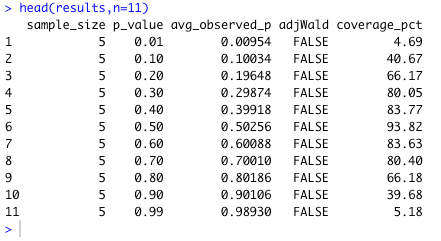 > head(results,n=11)
sample_size p_value avg_observed_p adjWald coverage_pct
1 5 0.01 0.00954 FALSE 4.69
2 5 0.10 0.10034 FALSE 40.67
3 5 0.20 0.19648 FALSE 66.17
4 5 0.30 0.29874 FALSE 80.05
5 5 0.40 0.39918 FALSE 83.77
6 5 0.50 0.50256 FALSE 93.82
7 5 0.60 0.60088 FALSE 83.63
8 5 0.70 0.70010 FALSE 80.40
9 5 0.80 0.80186 FALSE 66.18
10 5 0.90 0.90106 FALSE 39.68
11 5 0.99 0.98930 FALSE 5.18
>